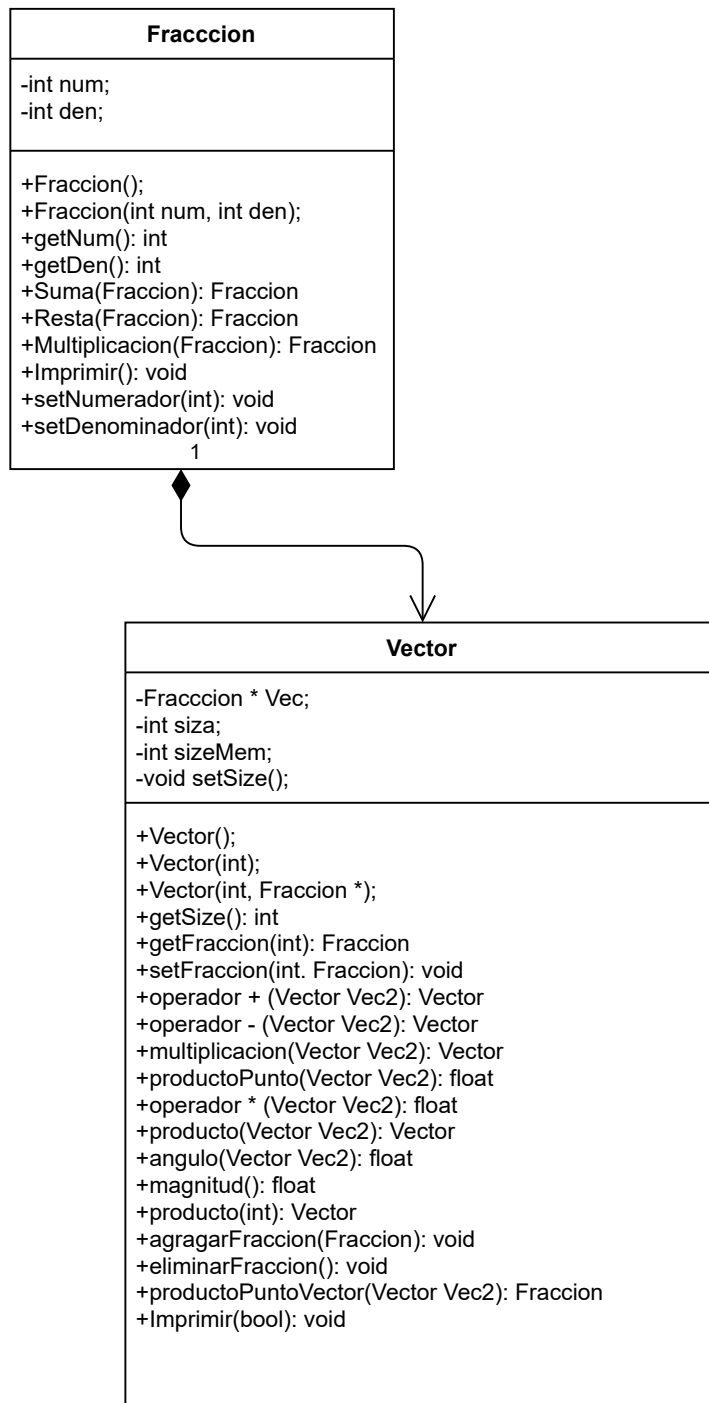 Fracccion
-int num;
-int den;
+Fraccion();
+Fraccion(int num, int den);
+getNum(): int
+getDen(): int
+Suma(Fraccion): Fraccion
+Resta(Fraccion): Fraccion
+Multiplicacion(Fraccion): Fraccion
+Imprimir(): void
+setNumerador(int): void
+setDenominador(int): void
1
Vector
-Fracccion * Vec;
-int siza;
-int sizeMem;
-void setSize();
+Vector();
+Vector(int);
+Vector(int, Fraccion *);
+getSize(): int
+getFraccion(int): Fraccion
+setFraccion(int. Fraccion): void
+operador + (Vector Vec2): Vector
+operador - (Vector Vec2): Vector
+multiplicacion(Vector Vec2): Vector
+productoPunto(Vector Vec2): float
+operador * (Vector Vec2): float
+producto(Vector Vec2): Vector
+angulo(Vector Vec2): float
+magnitud(): float
+producto(int): Vector
+agragarFraccion(Fraccion): void
+eliminarFraccion(): void
+productoPuntoVector(Vector Vec2): Fraccion
+Imprimir(bool): void